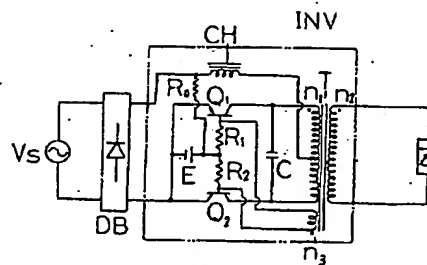 CH INV
R₀ Q₁ n₁ T n₂
R₁
Vs E R₂ C
Q₂
DB
n₃